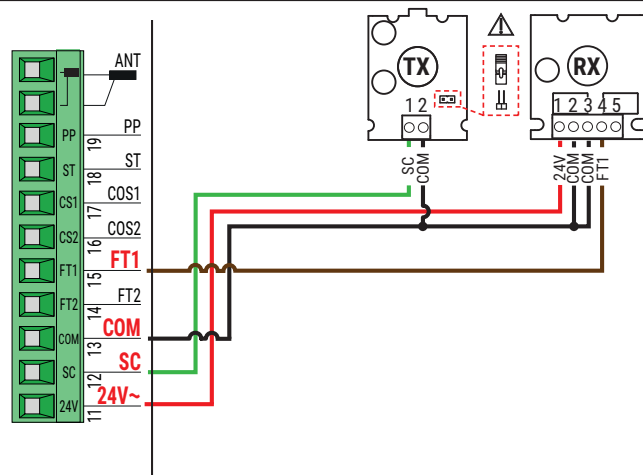 ANT
PP
19
PP
ST
18
ST
CS1
17
COS1
CS2
16
COS2
FT1
15
FT1
FT2
14
FT2
COM
13
COM
SC
12
SC
24V
11
24V~
TX
1 2
SC
COM
RX
1 2 3 4 5
24V
COM
COM
FT1